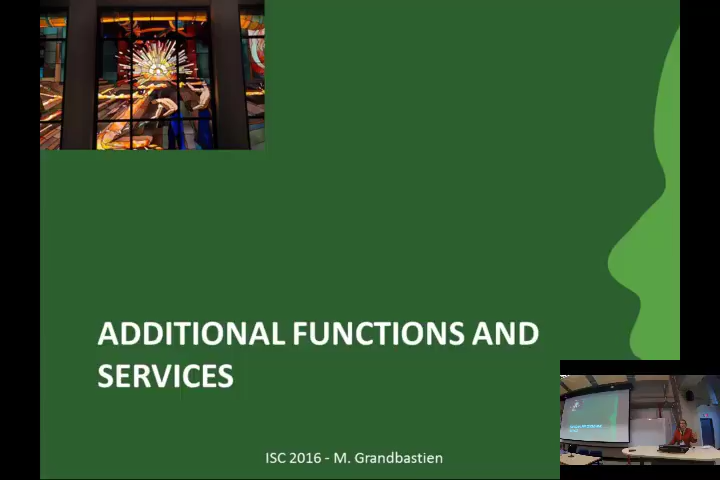 ADDITIONAL FUNCTIONS AND
SERVICES
ISC 2016 - M. Grandbastien